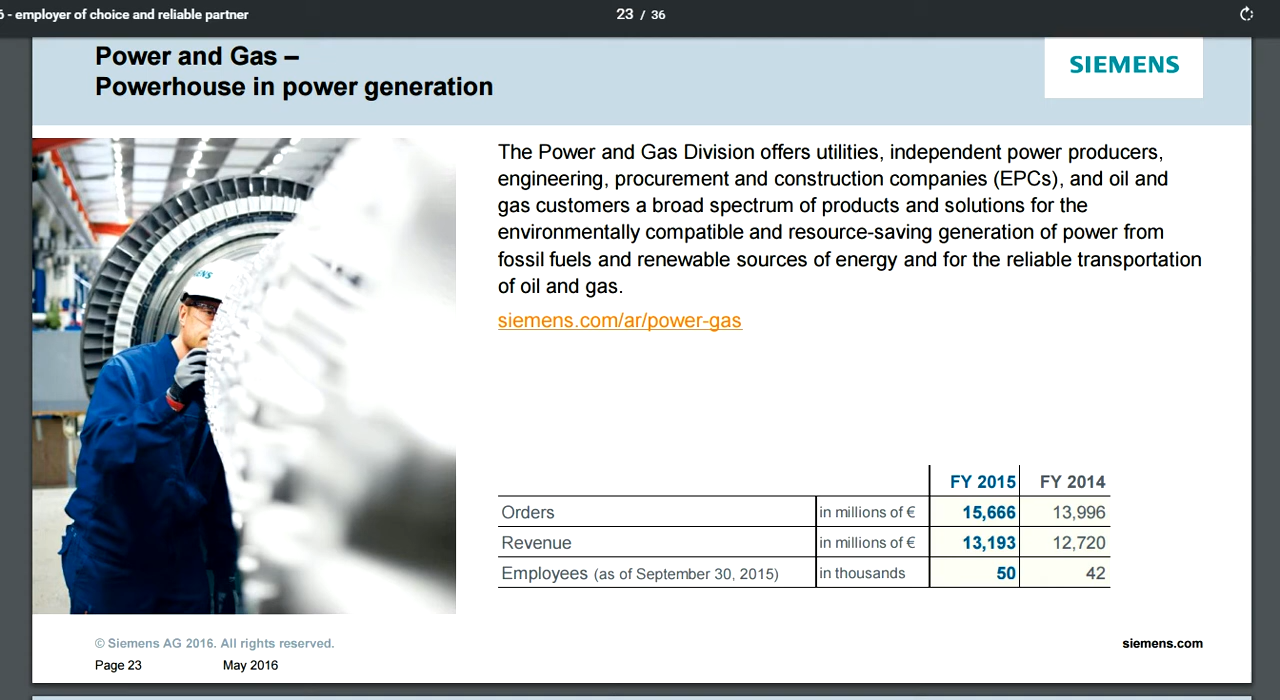 6 - employer of choice and reliable partner 23 / 36
Power and Gas –
Powerhouse in power generation
SIEMENS
The Power and Gas Division offers utilities, independent power producers,
engineering, procurement and construction companies (EPCs), and oil and
gas customers a broad spectrum of products and solutions for the
environmentally compatible and resource-saving generation of power from
fossil fuels and renewable sources of energy and for the reliable transportation
of oil and gas.
siemens.com/ar/power-gas
FY 2015 FY 2014
Orders in millions of € 15,666 13,996
Revenue in millions of € 13,193 12,720
Employees (as of September 30, 2015) in thousands 50 42
© Siemens AG 2016. All rights reserved. siemens.com
Page 23 May 2016